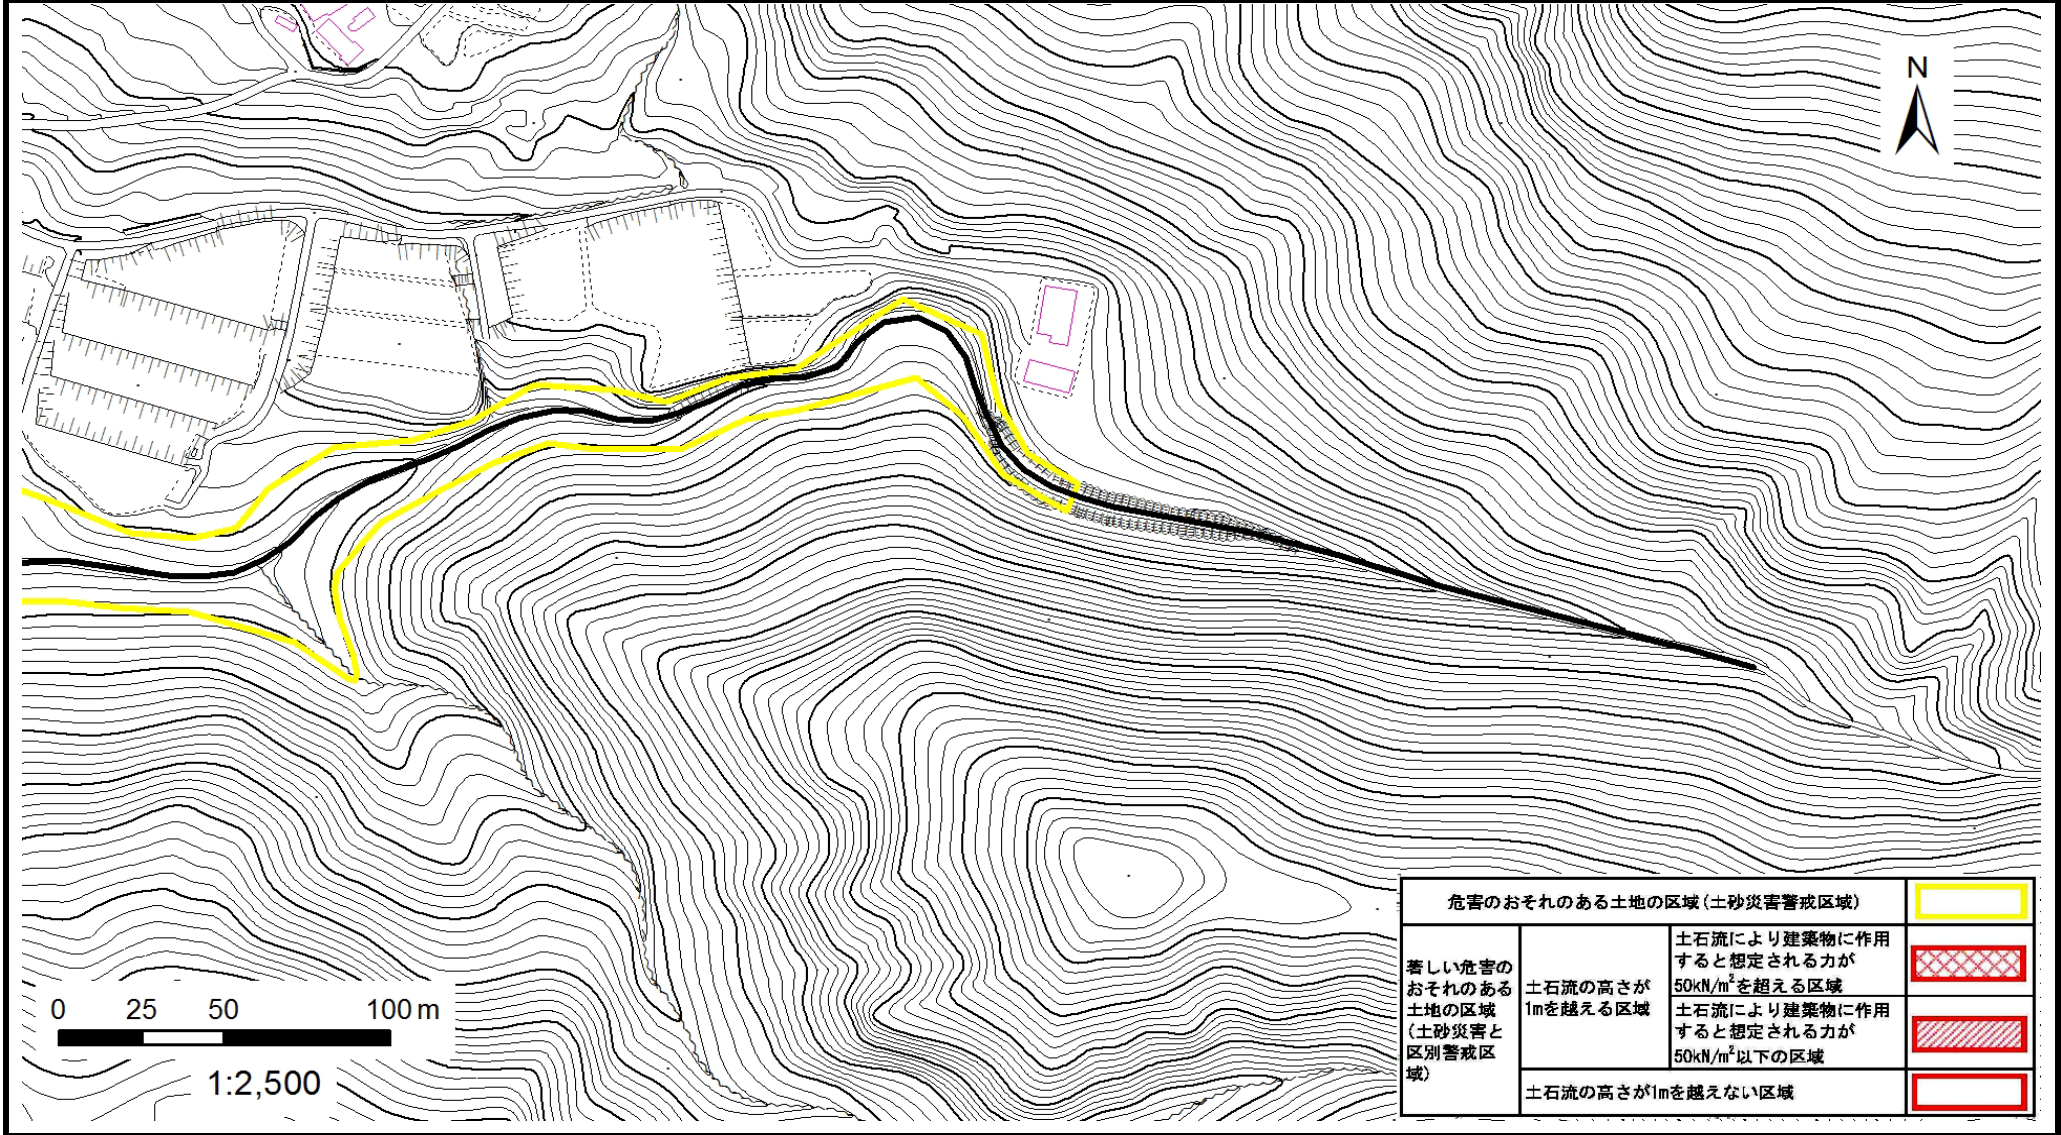 N
危害のおそれのある土地の区域(土砂災害警戒区域)
著しい危害の
おそれのある
土地の区域
(土砂災害と
区別警戒区
域)
土石流の高さが
1mを越える区域
土石流により建築物に作用
すると想定される力が
50kN/m²を超える区域
土石流により建築物に作用
すると想定される力が
50kN/m²以下の区域
土石流の高さが1mを越えない区域
0 25 50 100 m
1:2,500